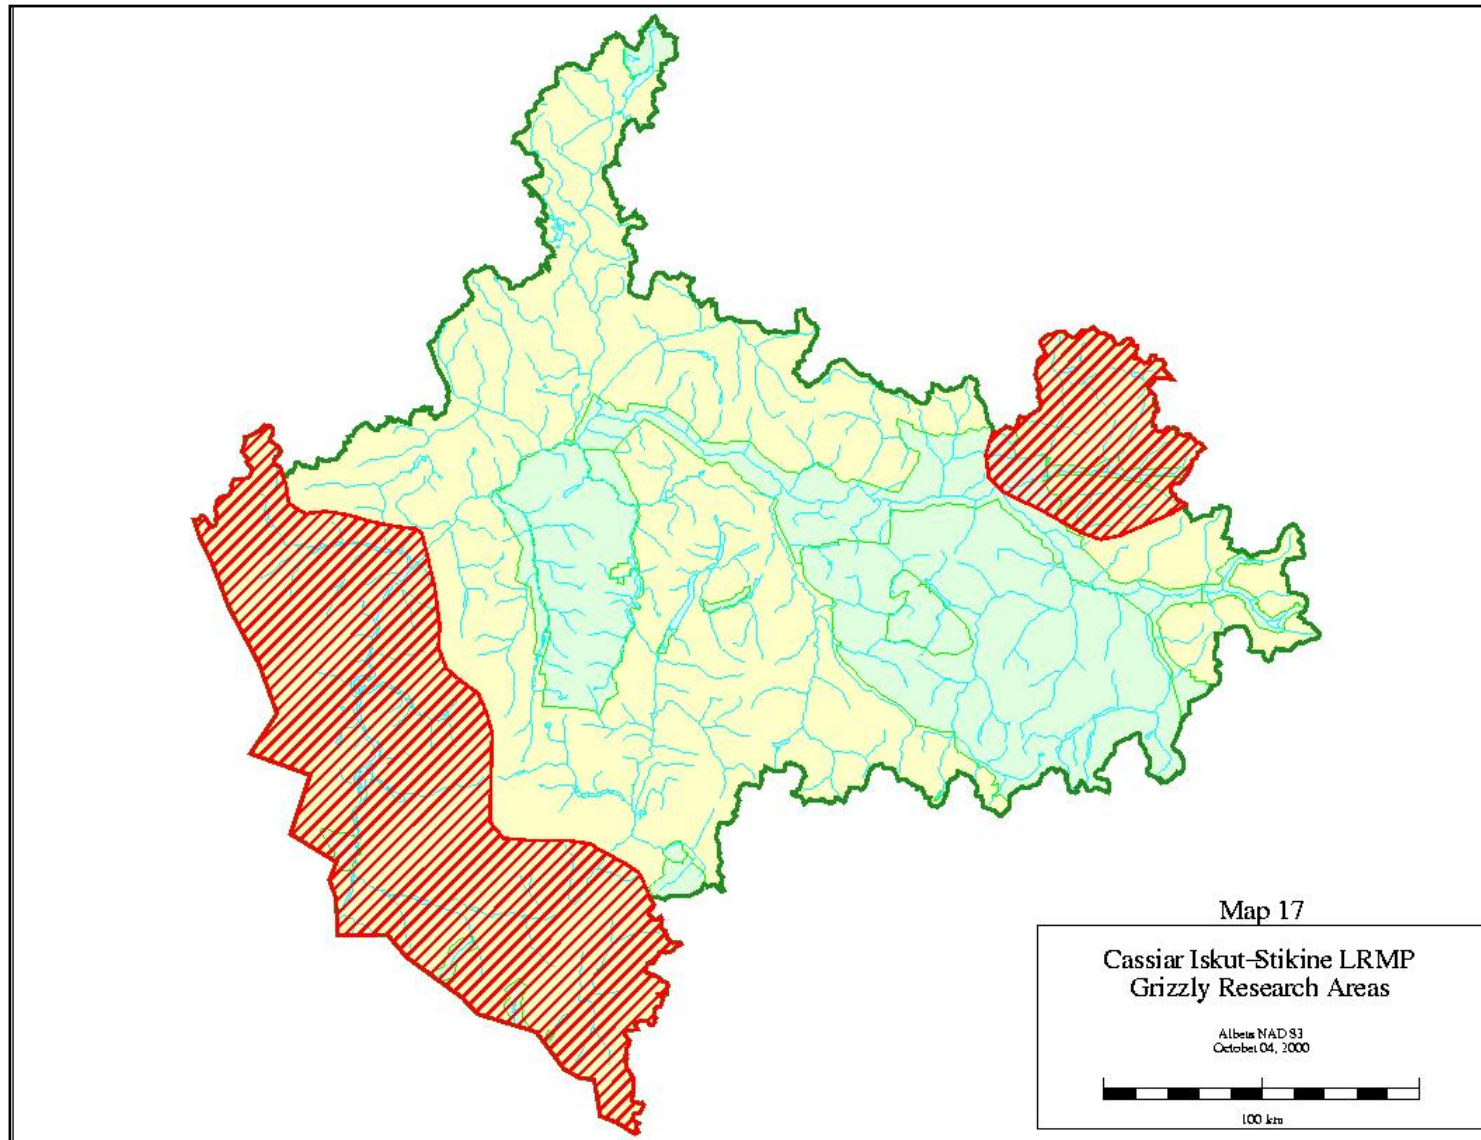 Map 17
Cassiar Iskut-Stikine LRMP
Grizzly Research Areas
Albers NAD 83
October 04, 2000
100 km